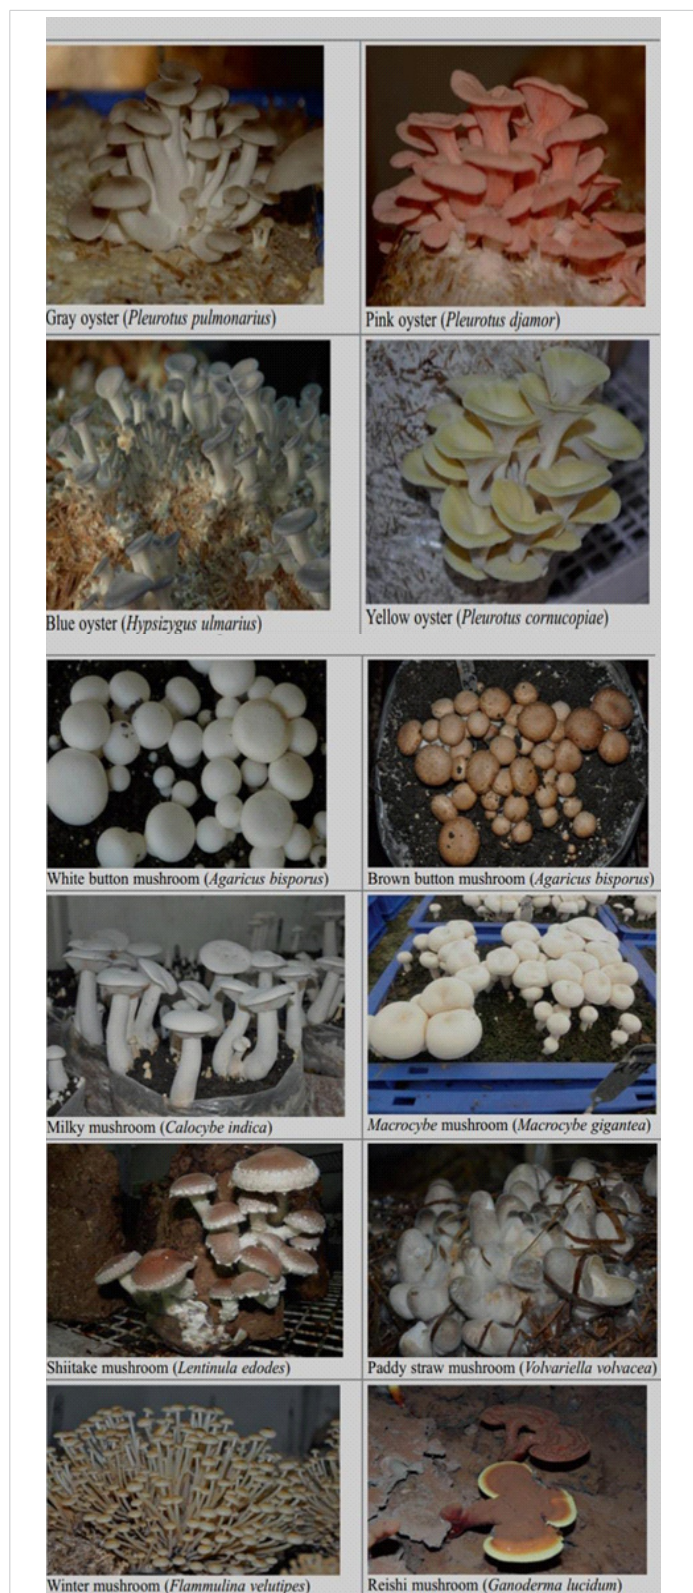 Gray oyster (Pleurotus pulmonarius)
Pink oyster (Pleurotus djamor)
Blue oyster (Hypsizygus ulmarius)
Yellow oyster (Pleurotus cornucopiae)
White button mushroom (Agaricus bisporus)
Brown button mushroom (Agaricus bisporus)
Milky mushroom (Calocybe indica)
Macrocybe mushroom (Macrocybe gigantea)
Shiitake mushroom (Lentinula edodes)
Paddy straw mushroom (Volvariella volvacea)
Winter mushroom (Flammulina velutipes)
Reishi mushroom (Ganoderma lucidum)